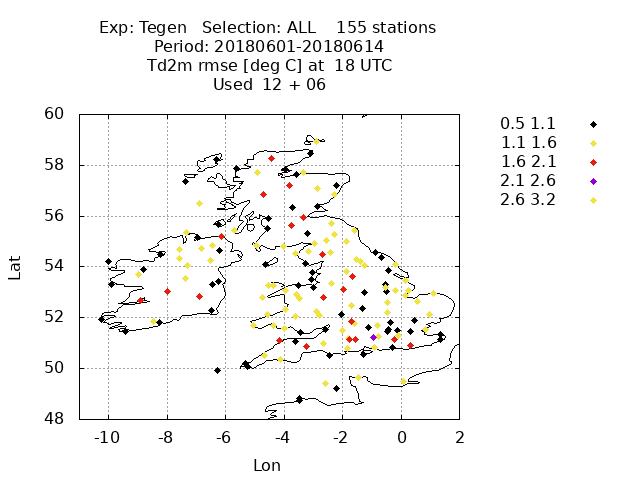 Exp: Tegen Selection: ALL 155 stations
Period: 20180601-20180614
Td2m rmse [deg C] at 18 UTC
Used 12 + 06
60
58
56
54
52
50
48
Lat
-10 -8 -6 -4 -2 0 2
Lon
0.5 1.1
1.1 1.6
1.6 2.1
2.1 2.6
2.6 3.2